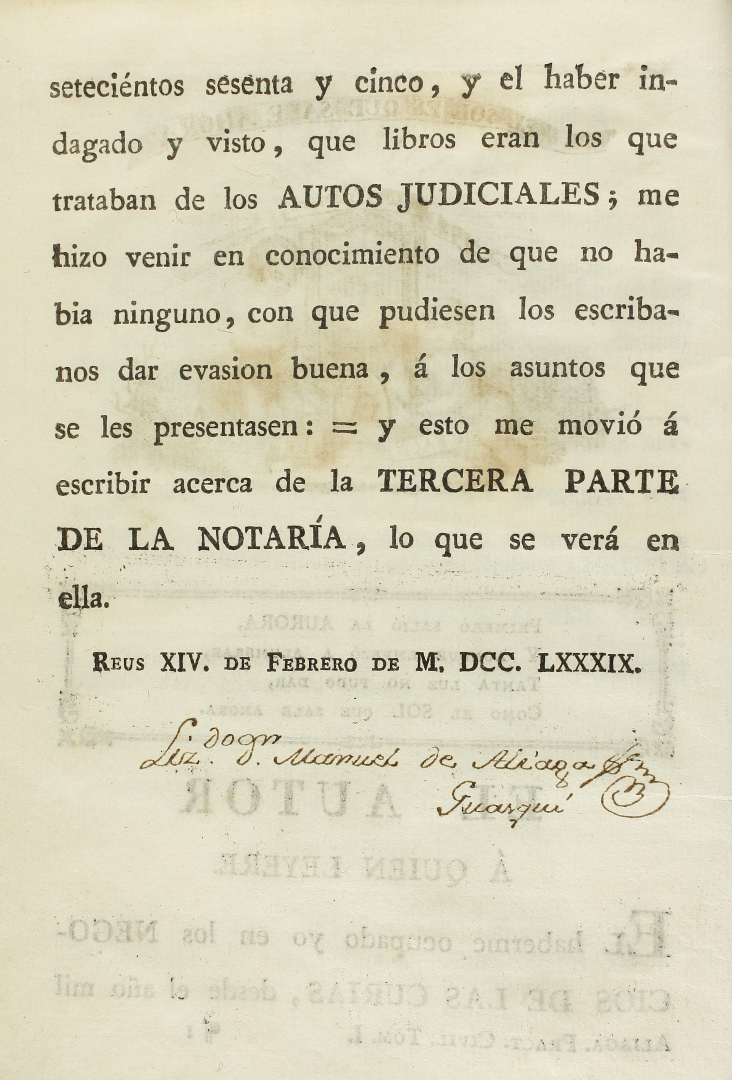 seteciéntos sesenta y cinco, y el haber in-
dagado y visto, que libros eran los que
trataban de los AUTOS JUDICIALES; me
hizo venir en conocimiento de que no ha-
bia ninguno, con que pudiesen los escriba-
nos dar evasion buena, á los asuntos que
se les presentasen: = y esto me movió á
escribir acerca de la TERCERA PARTE
DE LA NOTARÍA, lo que se verá en
ella.
REUS XIV. DE FEBRERO DE M. DCC. LXXXIX.
D. Manuel de Aliaga
Guasqui